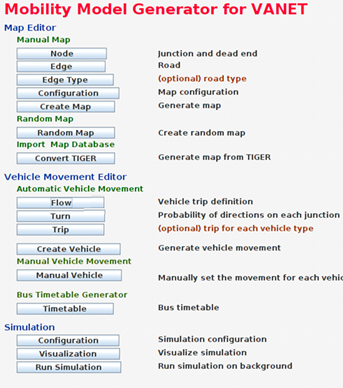 Mobility Model Generator for VANET
Map Editor
Manual Map
Node Junction and dead end
Edge Road
Edge Type (optional) road type
Configuration Map configuration
Create Map Generate map
Random Map
Random Map Create random map
Import Map Database
Convert TIGER Generate map from TIGER
Vehicle Movement Editor
Automatic Vehicle Movement
Flow Vehicle trip definition
Turn Probability of directions on each junction
Trip (optional) trip for each vehicle type
Create Vehicle Generate vehicle movement
Manual Vehicle Movement
Manual Vehicle Manually set the movement for each vehic
Bus Timetable Generator
Timetable Bus timetable
Simulation
Configuration Simulation configuration
Visualization Visualize simulation
Run Simulation Run simulation on background